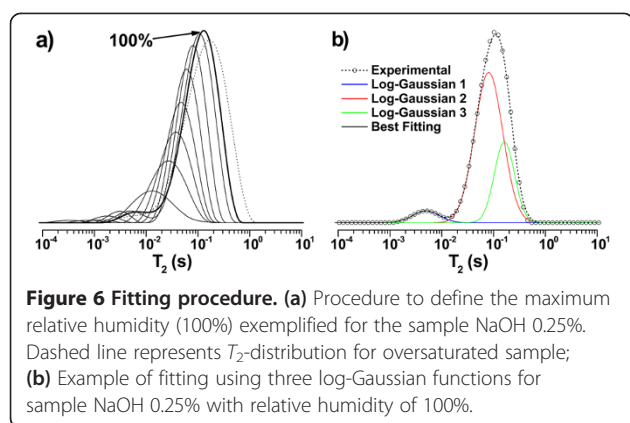 a)
100%
10⁻⁴ 10⁻³ 10⁻² 10⁻¹ 10⁰ 10¹
T₂ (s)
b)
Experimental
Log-Gaussian 1
Log-Gaussian 2
Log-Gaussian 3
Best Fitting
10⁻⁴ 10⁻³ 10⁻² 10⁻¹ 10⁰ 10¹
T₂ (s)
Figure 6 Fitting procedure. (a) Procedure to define the maximum
relative humidity (100%) exemplified for the sample NaOH 0.25%.
Dashed line represents T₂-distribution for oversaturated sample;
(b) Example of fitting using three log-Gaussian functions for
sample NaOH 0.25% with relative humidity of 100%.